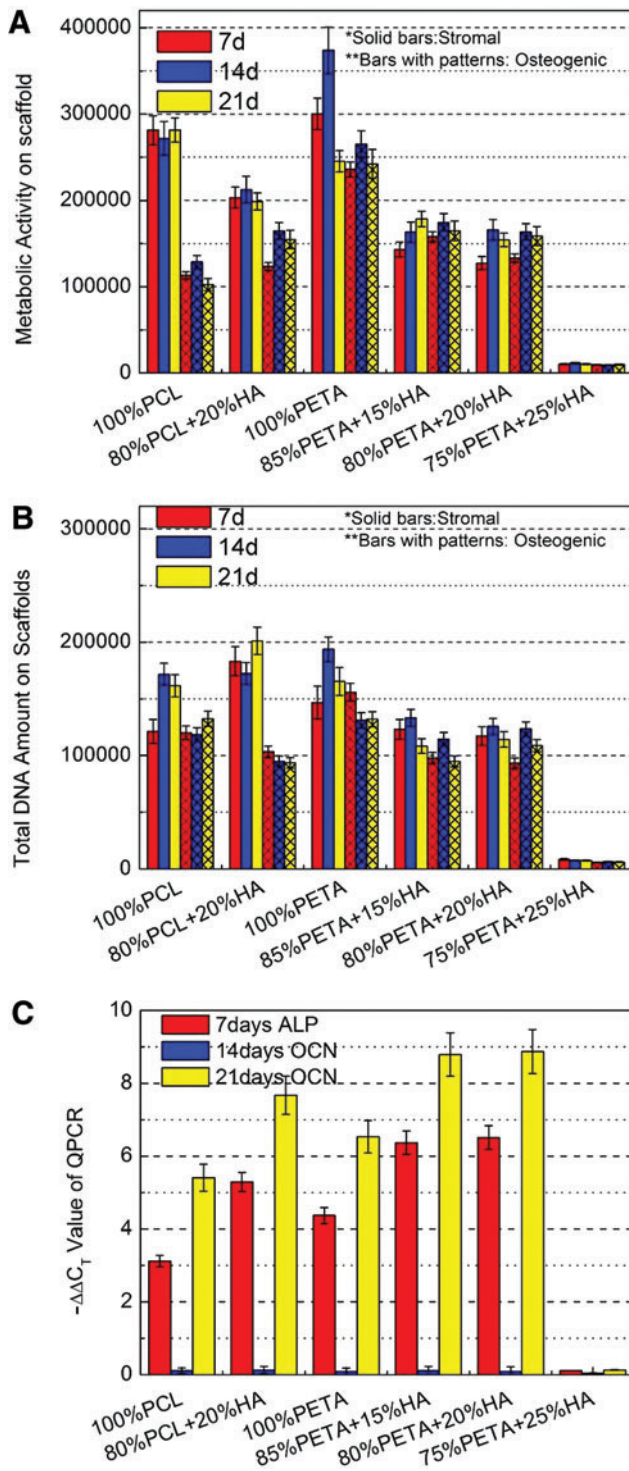 A
Metabolic Activity on scaffold
400000
300000
200000
100000
0
7d
14d
21d
*Solid bars:Stromal
**Bars with patterns: Osteogenic
100%PCL
80%PCL+20%HA
100%PETA
85%PETA+15%HA
80%PETA+20%HA
75%PETA+25%HA
B
Total DNA Amount on Scaffolds
300000
200000
100000
0
7d
14d
21d
*Solid bars:Stromal
**Bars with patterns: Osteogenic
100%PCL
80%PCL+20%HA
100%PETA
85%PETA+15%HA
80%PETA+20%HA
75%PETA+25%HA
C
-ΔΔC_T Value of QPCR
10
8
6
4
2
0
7days ALP
14days OCN
21days OCN
100%PCL
80%PCL+20%HA
100%PETA
85%PETA+15%HA
80%PETA+20%HA
75%PETA+25%HA